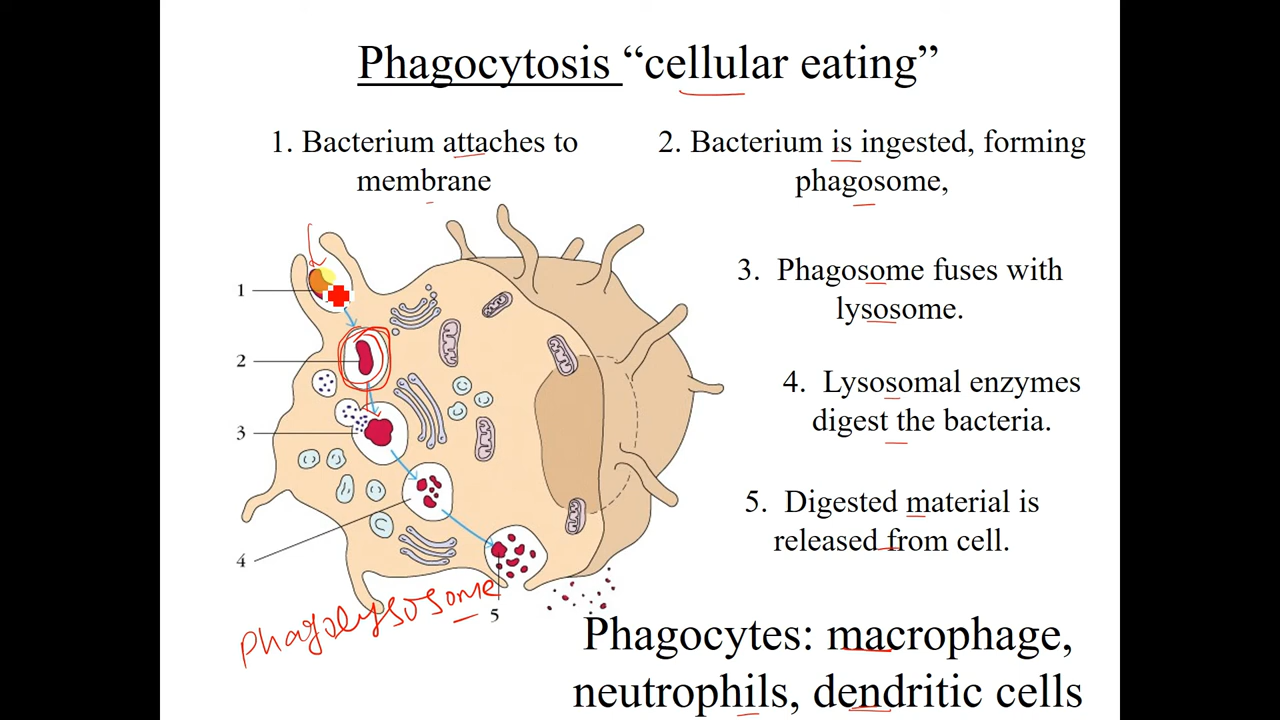 Phagocytosis “cellular eating”
1. Bacterium attaches to
membrane
2. Bacterium is ingested, forming
phagosome,
3. Phagosome fuses with
lysosome.
4. Lysosomal enzymes
digest the bacteria.
5. Digested material is
released from cell.
1
2
3
4
5
Phagolysosome
Phagocytes: macrophage,
neutrophils, dendritic cells